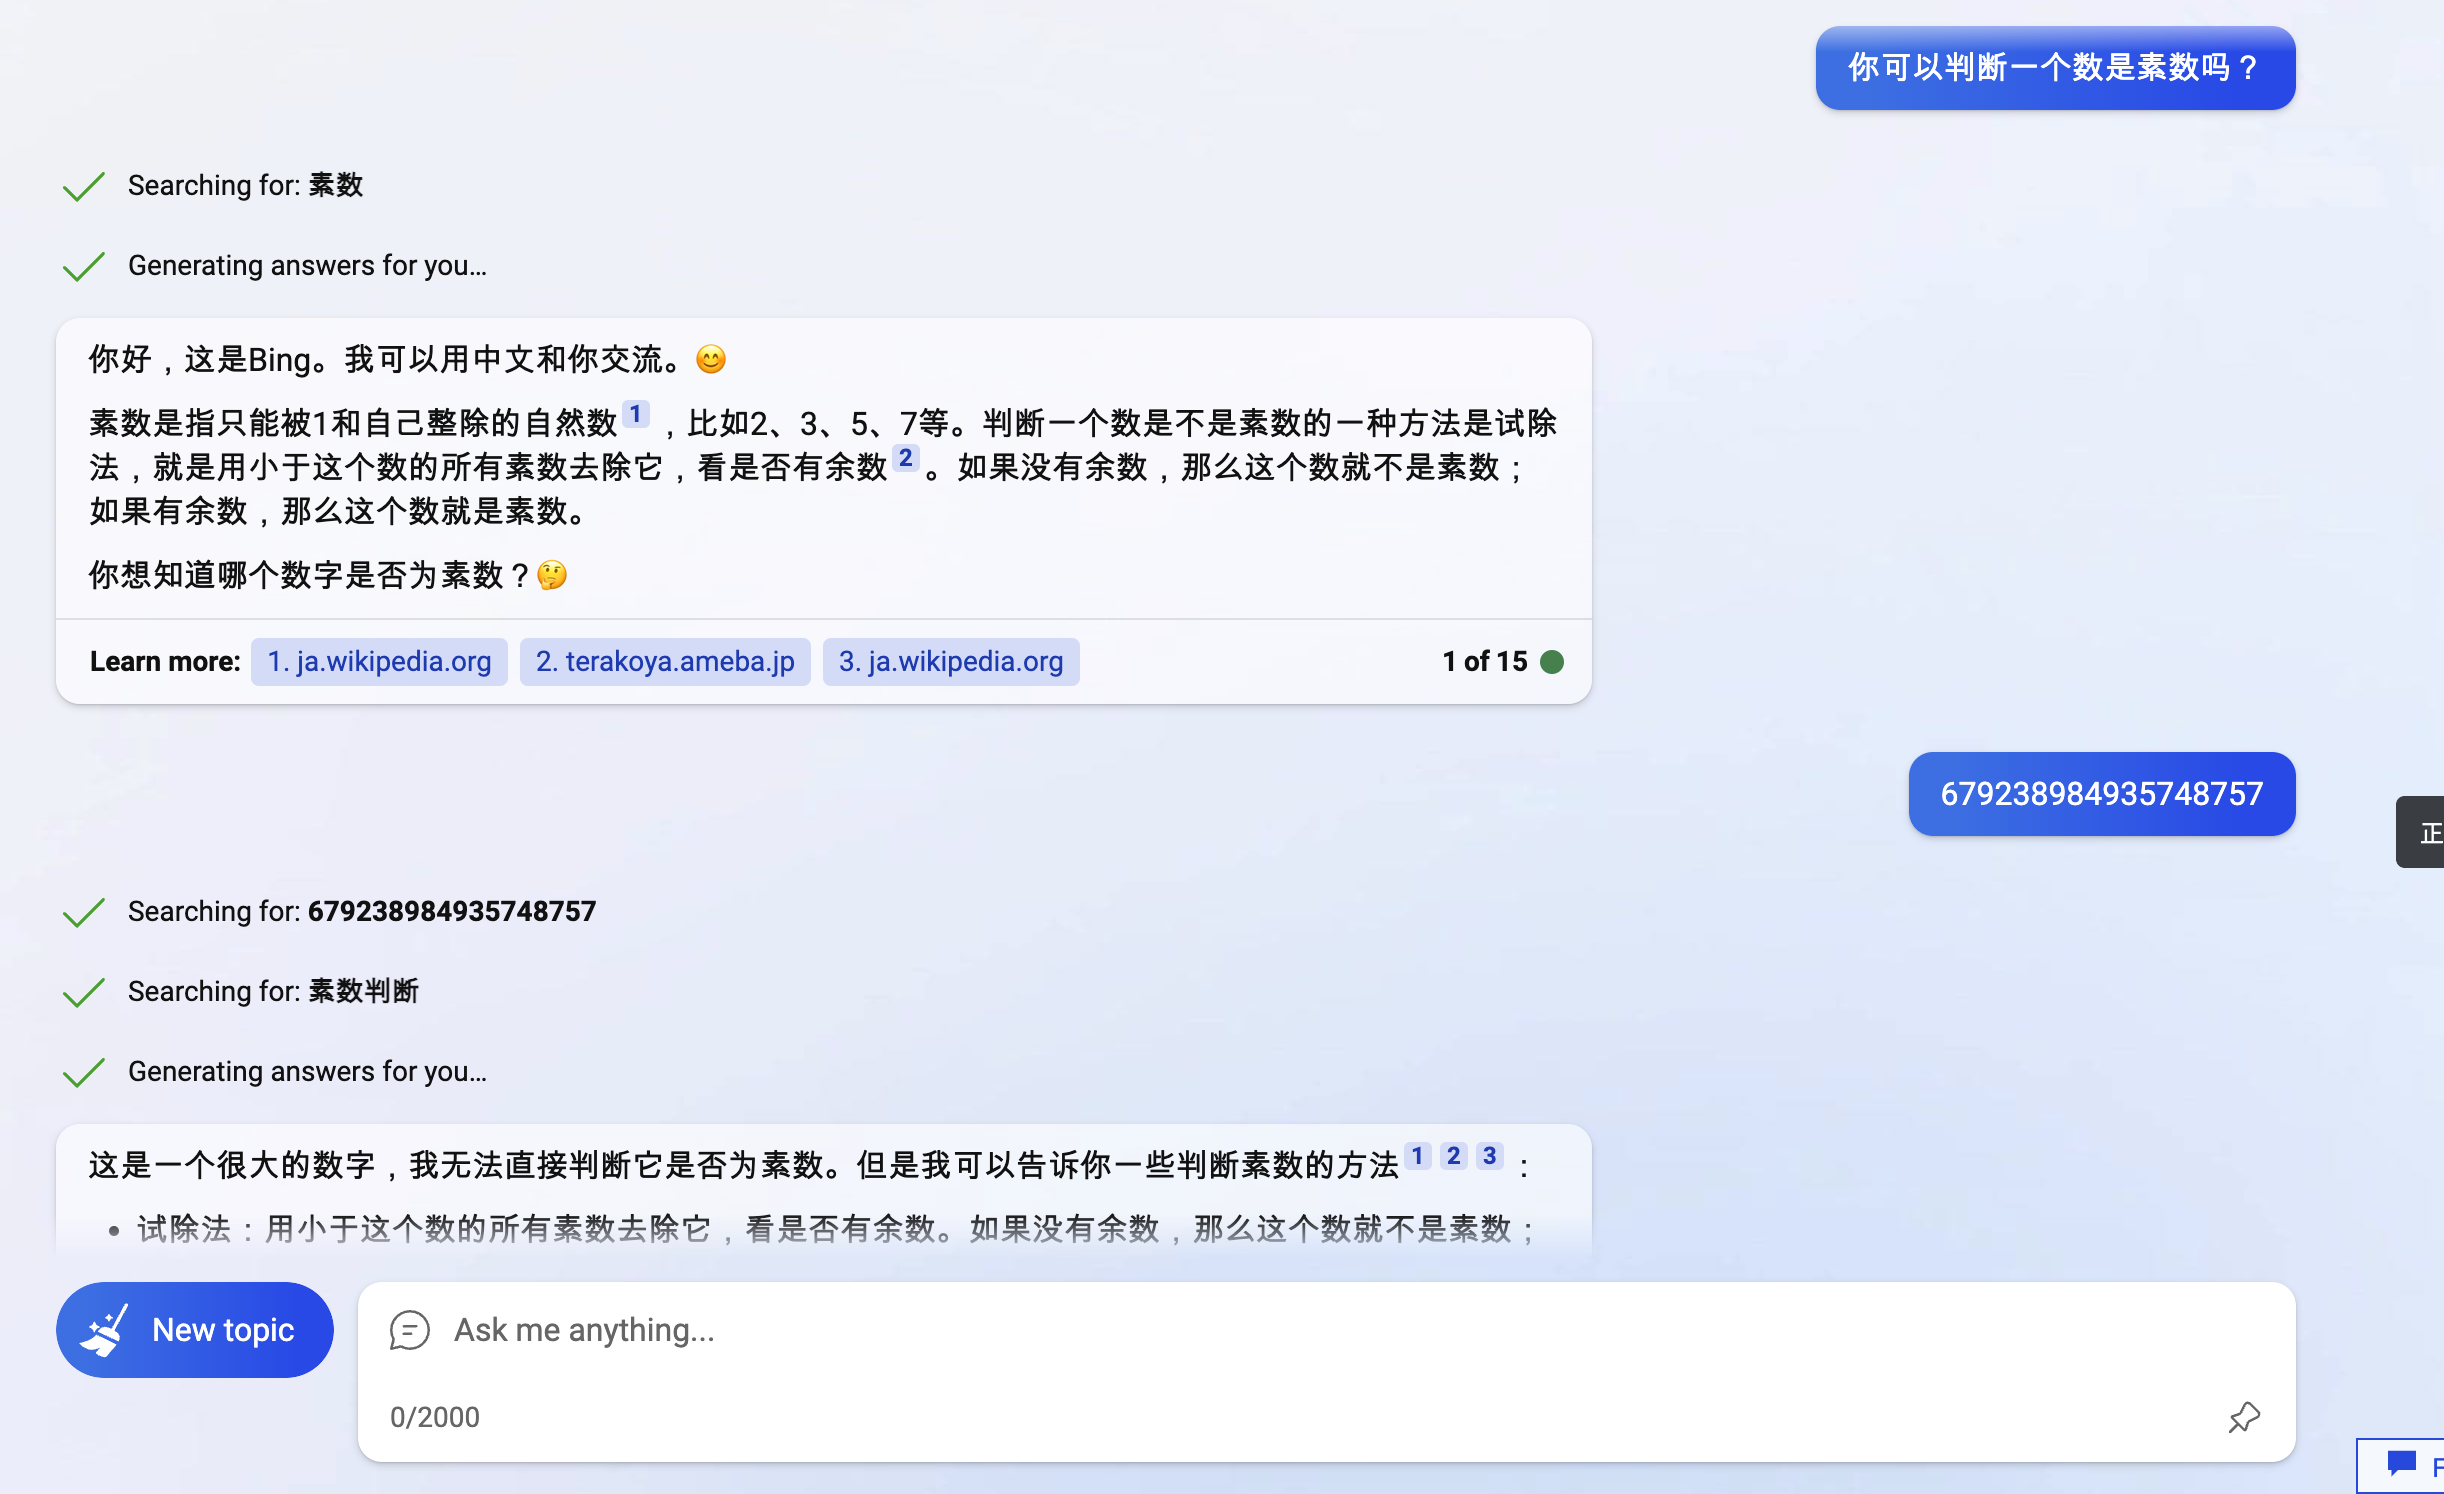 你可以判断一个数是素数吗？
Searching for: 素数
Generating answers for you…
你好，这是Bing。我可以用中文和你交流。😊
素数是指只能被1和自己整除的自然数1，比如2、3、5、7等。判断一个数是不是素数的一种方法是试除
法，就是用小于这个数的所有素数去除它，看是否有余数2。如果没有余数，那么这个数就不是素数；
如果有余数，那么这个数就是素数。
你想知道哪个数字是否为素数？🤔
Learn more: 1. ja.wikipedia.org 2. terakoya.ameba.jp 3. ja.wikipedia.org 1 of 15
679238984935748757
正
Searching for: 679238984935748757
Searching for: 素数判断
Generating answers for you…
这是一个很大的数字，我无法直接判断它是否为素数。但是我可以告诉你一些判断素数的方法1 2 3：
• 试除法：用小于这个数的所有素数去除它，看是否有余数。如果没有余数，那么这个数就不是素数；
New topic
Ask me anything...
0/2000
F